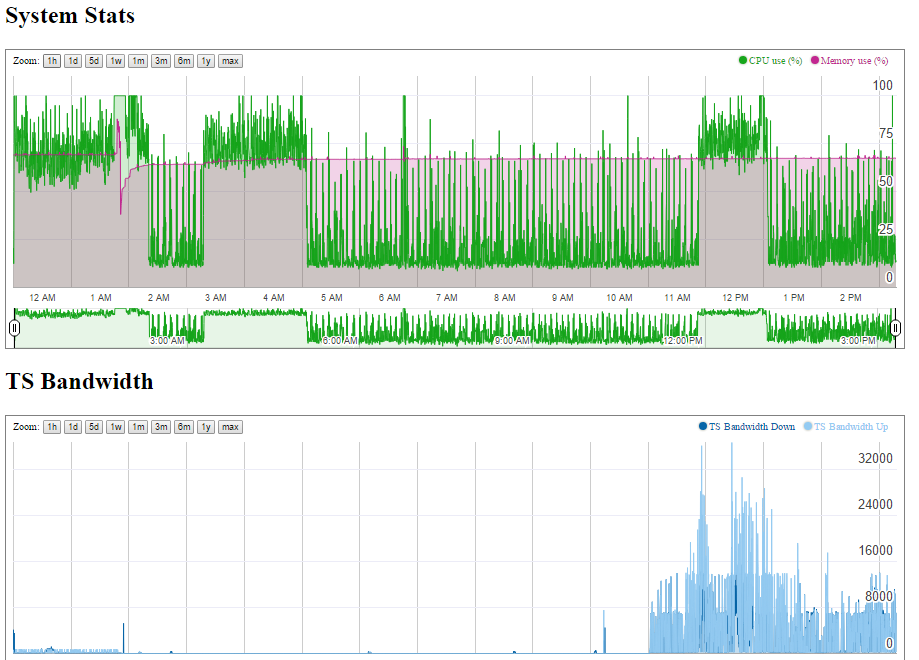 System Stats
Zoom: 1h 1d 5d 1w 1m 3m 6m 1y max CPU use (%) Memory use (%)
100
75
50
25
0
12 AM 1 AM 2 AM 3 AM 4 AM 5 AM 6 AM 7 AM 8 AM 9 AM 10 AM 11 AM 12 PM 1 PM 2 PM
3:00 AM 6:00 AM 9:00 AM 12:00 PM 3:00 PM
TS Bandwidth
Zoom: 1h 1d 5d 1w 1m 3m 6m 1y max TS Bandwidth Down TS Bandwidth Up
32000
24000
16000
8000
0